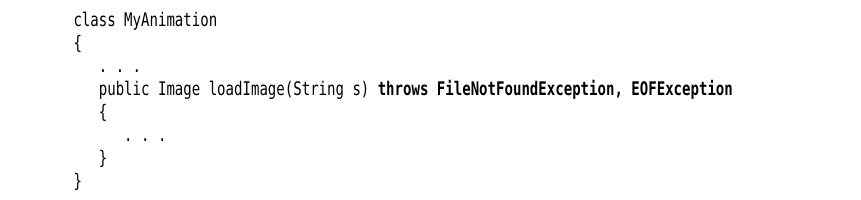 class MyAnimation
{
   . . .
   public Image loadImage(String s) throws FileNotFoundException, EOFException
   {
      . . .
   }
}